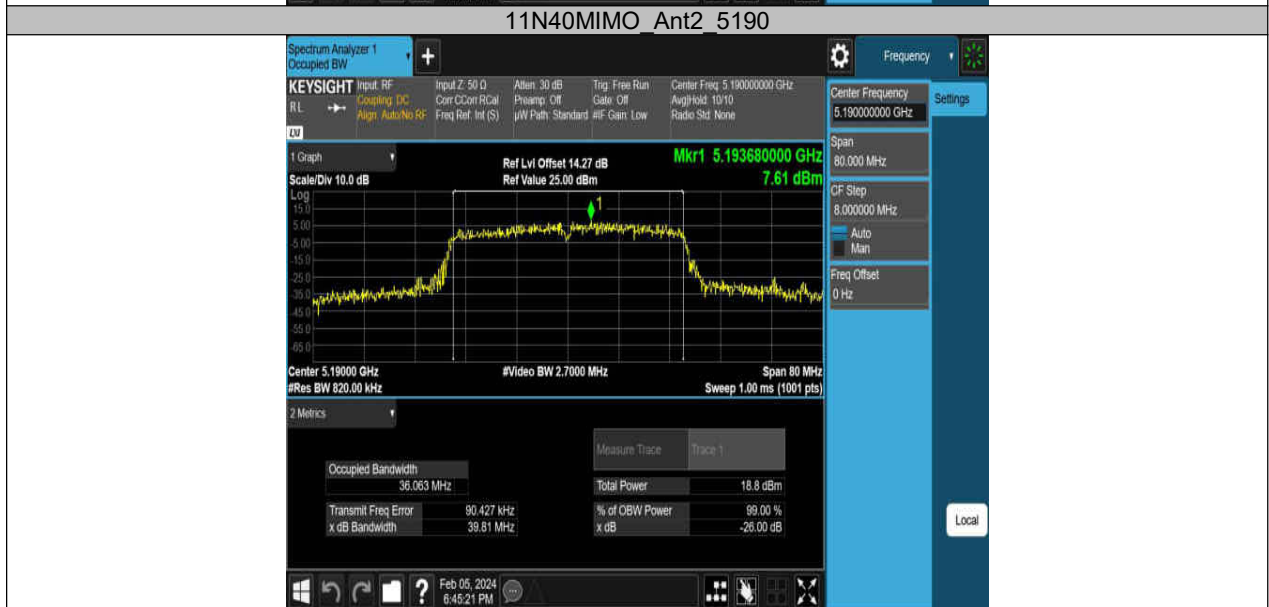 11N40MIMO_Ant2_5190
Spectrum Analyzer 1
Occupied BW
+
Frequency
KEYSIGHT
RL
LXI
Input: RF
Coupling: DC
Align: Auto/No RF
Input Z: 50 Ω
Corr CCorr RCal
Freq Ref: Int (S)
Atten: 30 dB
Preamp: Off
µW Path: Standard
Trig: Free Run
Gate: Off
#IF Gain: Low
Center Freq: 5.190000000 GHz
Avg|Hold: 10/10
Radio Std: None
Center Frequency
5.190000000 GHz
Settings
Span
80.000 MHz
CF Step
8.000000 MHz
Auto
Man
Freq Offset
0 Hz
1 Graph
Scale/Div 10.0 dB
Ref Lvl Offset 14.27 dB
Ref Value 25.00 dBm
Mkr1 5.193680000 GHz
7.61 dBm
Log
15.0
5.00
-5.00
-15.0
-25.0
-35.0
-45.0
-55.0
-65.0
1
Center 5.19000 GHz
#Res BW 820.00 kHz
#Video BW 2.7000 MHz
Span 80 MHz
Sweep 1.00 ms (1001 pts)
2 Metrics
Measure Trace Trace 1
Occupied Bandwidth
36.063 MHz
Total Power 18.8 dBm
Transmit Freq Error 90.427 kHz
% of OBW Power 99.00 %
x dB Bandwidth 39.81 MHz
x dB -26.00 dB
Local
?
Feb 05, 2024
6:45:21 PM